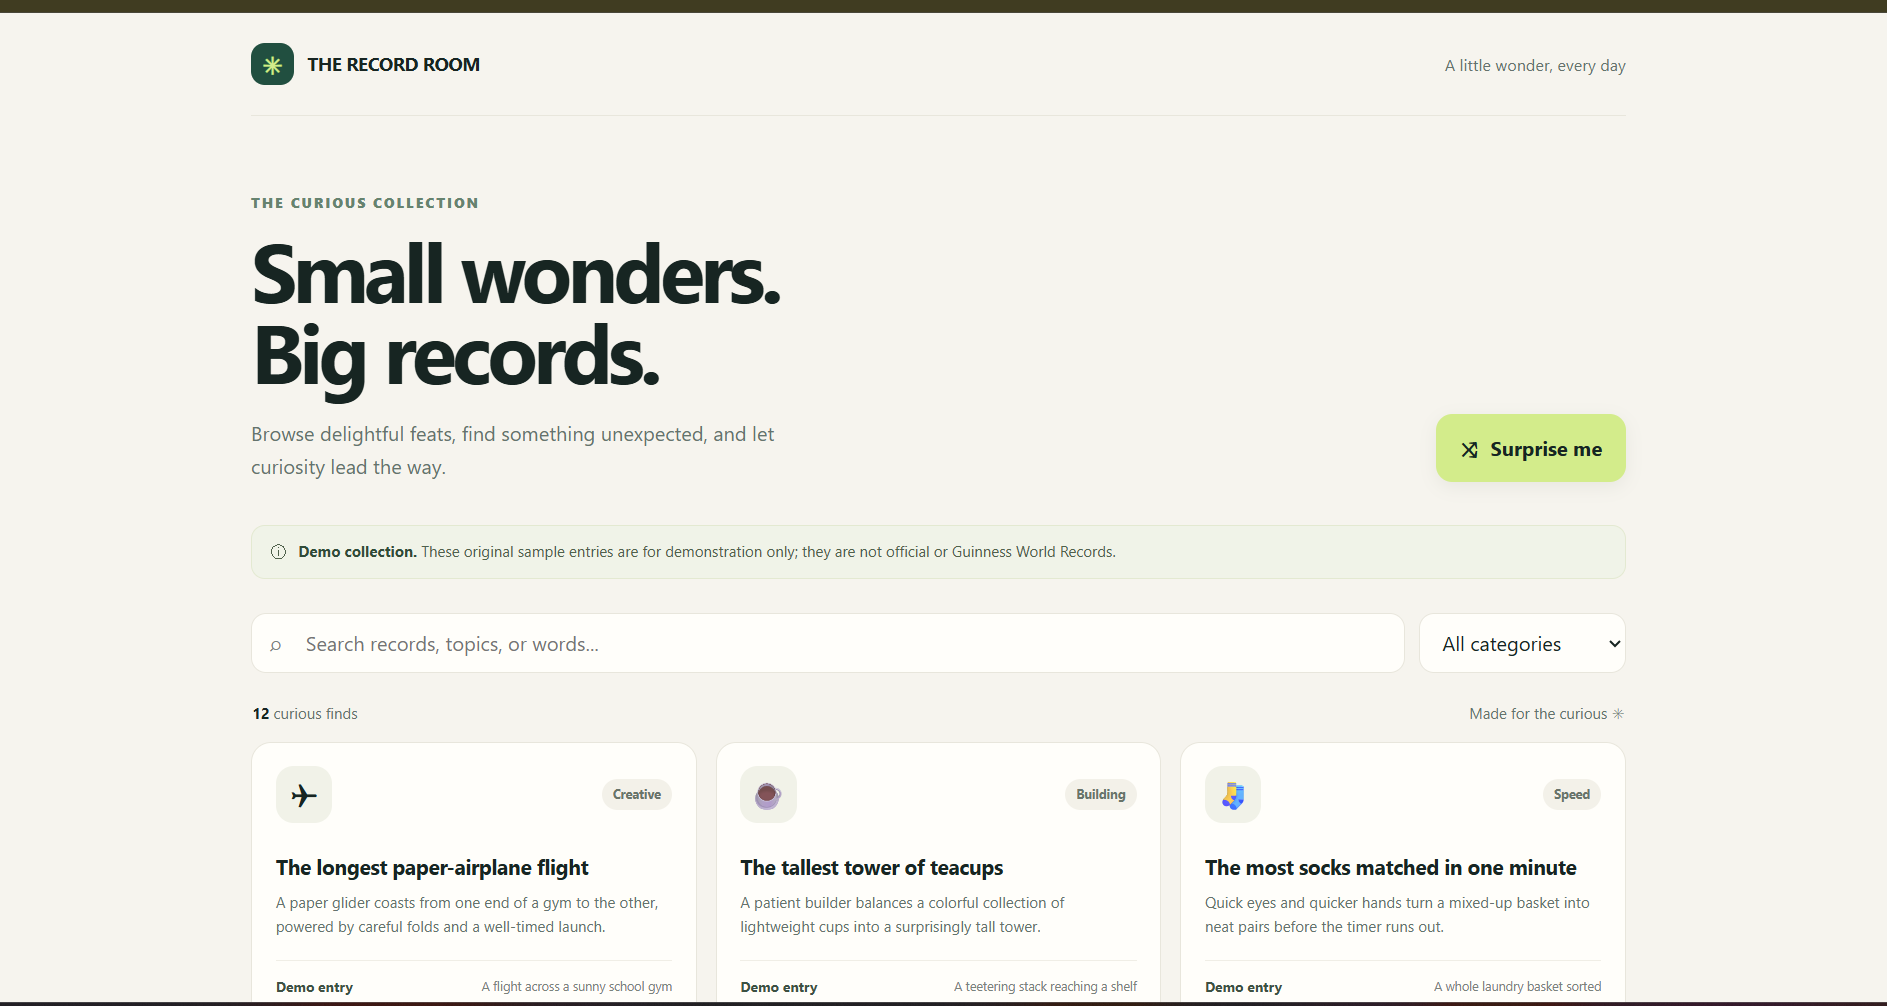 THE RECORD ROOM
A little wonder, every day
THE CURIOUS COLLECTION
Small wonders.
Big records.
Browse delightful feats, find something unexpected, and let
curiosity lead the way.
Surprise me
Demo collection. These original sample entries are for demonstration only; they are not official or Guinness World Records.
Search records, topics, or words...
All categories
12 curious finds
Made for the curious ✳
Creative
The longest paper-airplane flight
A paper glider coasts from one end of a gym to the other,
powered by careful folds and a well-timed launch.
Demo entry
A flight across a sunny school gym
Building
The tallest tower of teacups
A patient builder balances a colorful collection of
lightweight cups into a surprisingly tall tower.
Demo entry
A teetering stack reaching a shelf
Speed
The most socks matched in one minute
Quick eyes and quicker hands turn a mixed-up basket into
neat pairs before the timer runs out.
Demo entry
A whole laundry basket sorted